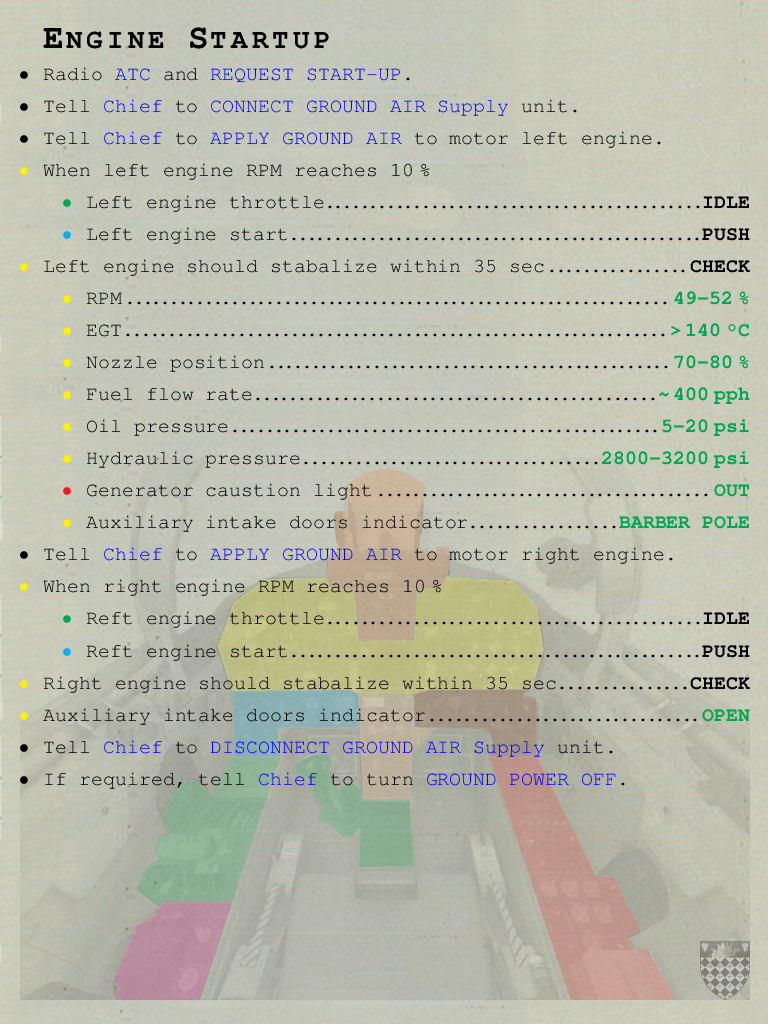 ENGINE STARTUP
• Radio ATC and REQUEST START-UP.
• Tell Chief to CONNECT GROUND AIR Supply unit.
• Tell Chief to APPLY GROUND AIR to motor left engine.
• When left engine RPM reaches 10 %
• Left engine throttle................................IDLE
• Left engine start...................................PUSH
• Left engine should stabalize within 35 sec............CHECK
• RPM.............................................49–52 %
• EGT.............................................>140 °C
• Nozzle position.................................70–80 %
• Fuel flow rate..................................~400 pph
• Oil pressure....................................5–20 psi
• Hydraulic pressure.........................2800–3200 psi
• Generator caustion light............................OUT
• Auxiliary intake doors indicator.............BARBER POLE
• Tell Chief to APPLY GROUND AIR to motor right engine.
• When right engine RPM reaches 10 %
• Reft engine throttle................................IDLE
• Reft engine start...................................PUSH
• Right engine should stabalize within 35 sec...........CHECK
• Auxiliary intake doors indicator.......................OPEN
• Tell Chief to DISCONNECT GROUND AIR Supply unit.
• If required, tell Chief to turn GROUND POWER OFF.